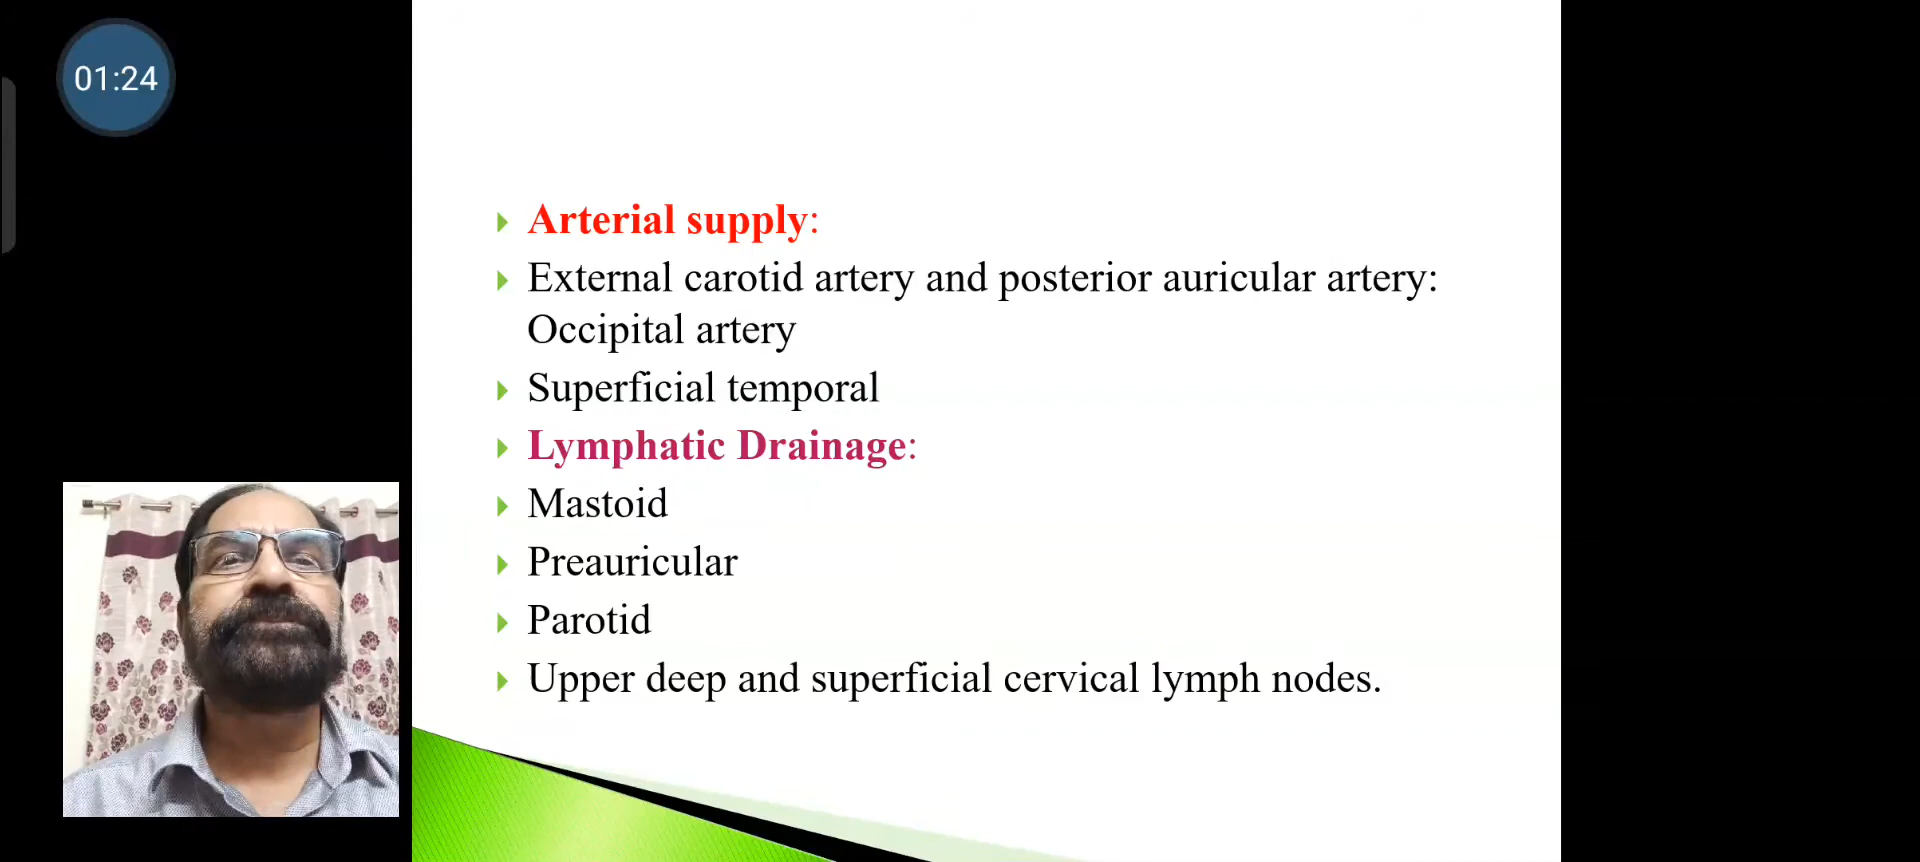 01:24
Arterial supply:
External carotid artery and posterior auricular artery:
Occipital artery
Superficial temporal
Lymphatic Drainage:
Mastoid
Preauricular
Parotid
Upper deep and superficial cervical lymph nodes.